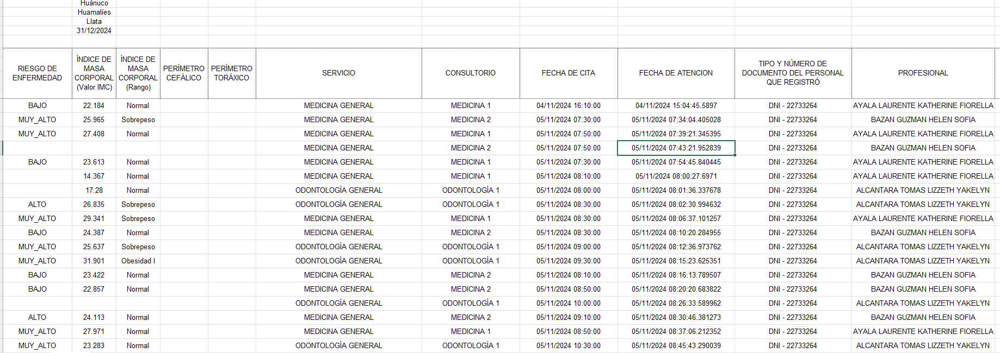 Huánuco
Huamalíes
Llata
31/12/2024
RIESGO DE ENFERMEDAD ÍNDICE DE MASA CORPORAL (Valor IMC) ÍNDICE DE MASA CORPORAL (Rango) PERÍMETRO CEFÁLICO PERÍMETRO TORÁXICO SERVICIO CONSULTORIO FECHA DE CITA FECHA DE ATENCION TIPO Y NÚMERO DE DOCUMENTO DEL PERSONAL QUE REGISTRÓ PROFESIONAL
BAJO 22.184 Normal MEDICINA GENERAL MEDICINA 1 04/11/2024 16:10:00 04/11/2024 15:04:45.5897 DNI - 22733264 AYALA LAURENTE KATHERINE FIORELLA
MUY_ALTO 25.965 Sobrepeso MEDICINA GENERAL MEDICINA 2 05/11/2024 07:30:00 05/11/2024 07:34:04.405028 DNI - 22733264 BAZAN GUZMAN HELEN SOFIA
MUY_ALTO 27.408 Normal MEDICINA GENERAL MEDICINA 1 05/11/2024 07:50:00 05/11/2024 07:39:21.345395 DNI - 22733264 AYALA LAURENTE KATHERINE FIORELLA
MEDICINA GENERAL MEDICINA 2 05/11/2024 07:50:00 05/11/2024 07:43:21.952839 DNI - 22733264 BAZAN GUZMAN HELEN SOFIA
BAJO 23.613 Normal MEDICINA GENERAL MEDICINA 1 05/11/2024 07:30:00 05/11/2024 07:54:45.840445 DNI - 22733264 AYALA LAURENTE KATHERINE FIORELLA
14.367 Normal MEDICINA GENERAL MEDICINA 1 05/11/2024 08:10:00 05/11/2024 08:00:27.6971 DNI - 22733264 AYALA LAURENTE KATHERINE FIORELLA
17.28 Normal ODONTOLOGÍA GENERAL ODONTOLOGÍA 1 05/11/2024 08:00:00 05/11/2024 08:01:36.337678 DNI - 22733264 ALCANTARA TOMAS LIZZETH YAKELYN
ALTO 26.835 Sobrepeso ODONTOLOGÍA GENERAL ODONTOLOGÍA 1 05/11/2024 08:30:00 05/11/2024 08:02:30.994632 DNI - 22733264 ALCANTARA TOMAS LIZZETH YAKELYN
MUY_ALTO 29.341 Sobrepeso MEDICINA GENERAL MEDICINA 1 05/11/2024 08:30:00 05/11/2024 08:06:37.101257 DNI - 22733264 AYALA LAURENTE KATHERINE FIORELLA
BAJO 24.387 Normal MEDICINA GENERAL MEDICINA 2 05/11/2024 08:30:00 05/11/2024 08:10:20.284955 DNI - 22733264 BAZAN GUZMAN HELEN SOFIA
MUY_ALTO 25.637 Sobrepeso ODONTOLOGÍA GENERAL ODONTOLOGÍA 1 05/11/2024 09:00:00 05/11/2024 08:12:36.973762 DNI - 22733264 ALCANTARA TOMAS LIZZETH YAKELYN
MUY_ALTO 31.901 Obesidad I ODONTOLOGÍA GENERAL ODONTOLOGÍA 1 05/11/2024 09:30:00 05/11/2024 08:15:23.625351 DNI - 22733264 ALCANTARA TOMAS LIZZETH YAKELYN
BAJO 23.422 Normal MEDICINA GENERAL MEDICINA 2 05/11/2024 08:10:00 05/11/2024 08:16:13.789507 DNI - 22733264 BAZAN GUZMAN HELEN SOFIA
BAJO 22.857 Normal MEDICINA GENERAL MEDICINA 2 05/11/2024 08:50:00 05/11/2024 08:20:20.683822 DNI - 22733264 BAZAN GUZMAN HELEN SOFIA
ODONTOLOGÍA GENERAL ODONTOLOGÍA 1 05/11/2024 10:00:00 05/11/2024 08:26:33.589962 DNI - 22733264 ALCANTARA TOMAS LIZZETH YAKELYN
ALTO 24.113 Normal MEDICINA GENERAL MEDICINA 2 05/11/2024 09:10:00 05/11/2024 08:30:46.381273 DNI - 22733264 BAZAN GUZMAN HELEN SOFIA
MUY_ALTO 27.971 Normal MEDICINA GENERAL MEDICINA 1 05/11/2024 08:50:00 05/11/2024 08:37:06.212352 DNI - 22733264 AYALA LAURENTE KATHERINE FIORELLA
MUY_ALTO 23.283 Normal ODONTOLOGÍA GENERAL ODONTOLOGÍA 1 05/11/2024 10:30:00 05/11/2024 08:45:43.290039 DNI - 22733264 ALCANTARA TOMAS LIZZETH YAKELYN